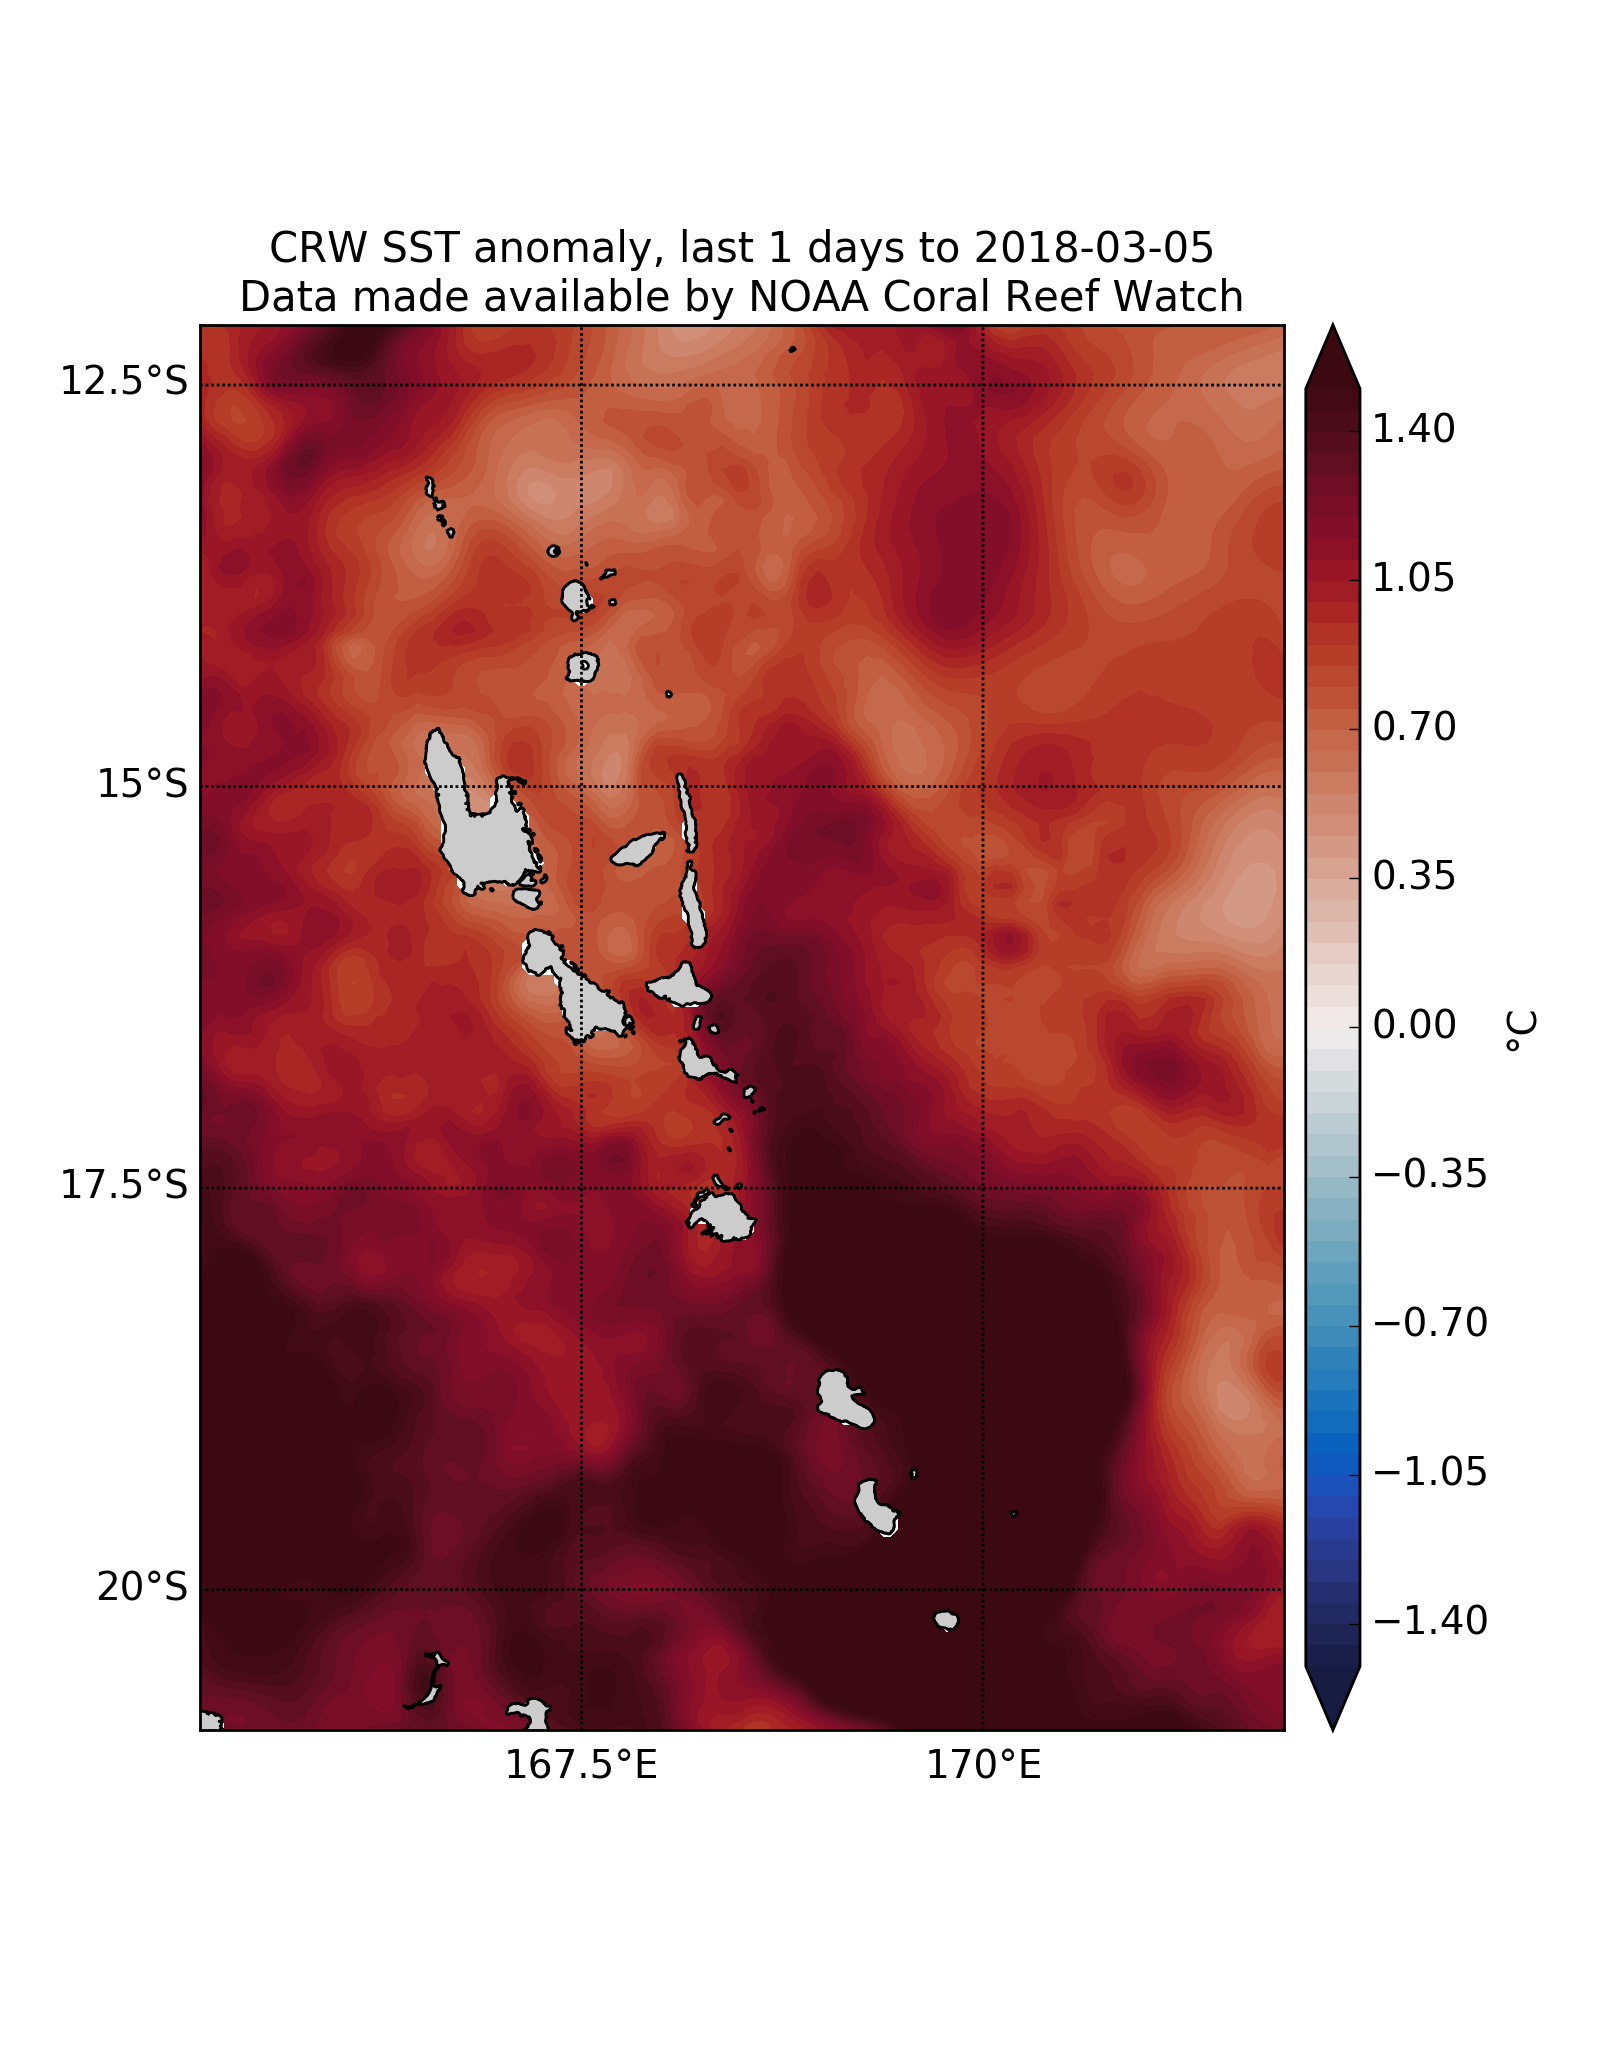 CRW SST anomaly, last 1 days to 2018-03-05
Data made available by NOAA Coral Reef Watch
12.5°S
15°S
17.5°S
20°S
167.5°E
170°E
1.40
1.05
0.70
0.35
0.00
−0.35
−0.70
−1.05
−1.40
°C